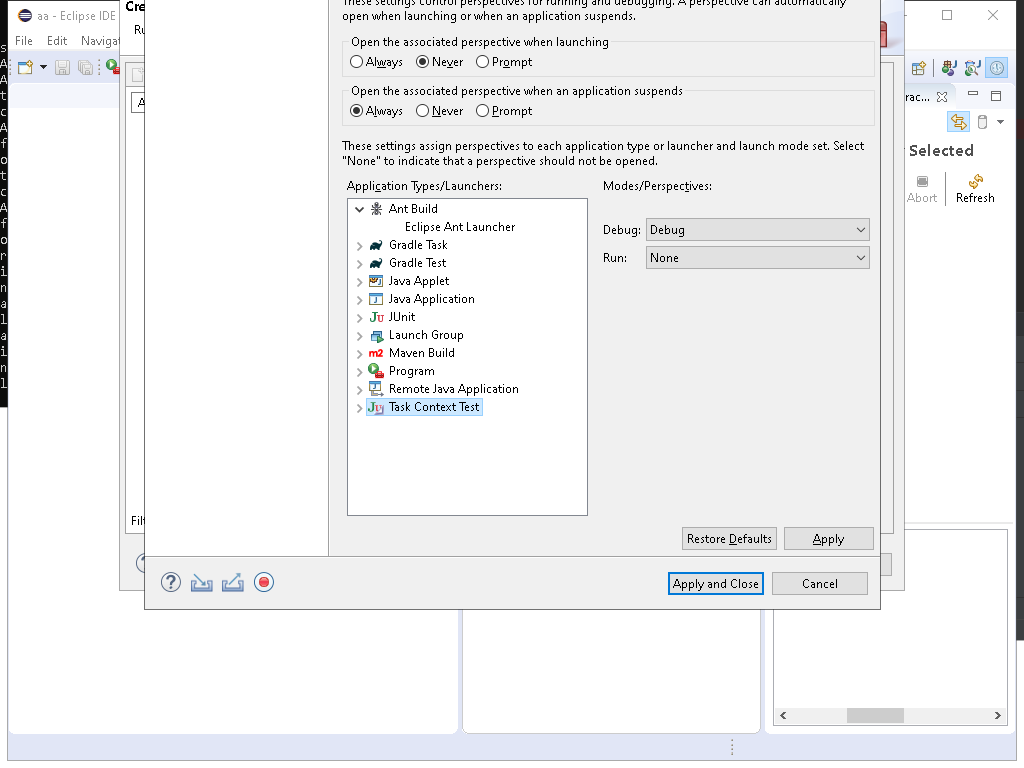 aa - Eclipse IDE
Cre
These settings control perspectives for running and debugging. A perspective can automatically
open when launching or when an application suspends.
Ru
File Edit Navigat
Open the associated perspective when launching
Always Never Prompt
Open the associated perspective when an application suspends
Always Never Prompt
rac...
These settings assign perspectives to each application type or launcher and launch mode set. Select
"None" to indicate that a perspective should not be opened.
Selected
Application Types/Launchers:
Modes/Perspectives:
Abort Refresh
Ant Build
Eclipse Ant Launcher
Debug: Debug
Gradle Task
Run: None
Gradle Test
Java Applet
Java Application
JUnit
Launch Group
Maven Build
Program
Remote Java Application
Task Context Test
Filt
Restore Defaults Apply
Apply and Close Cancel